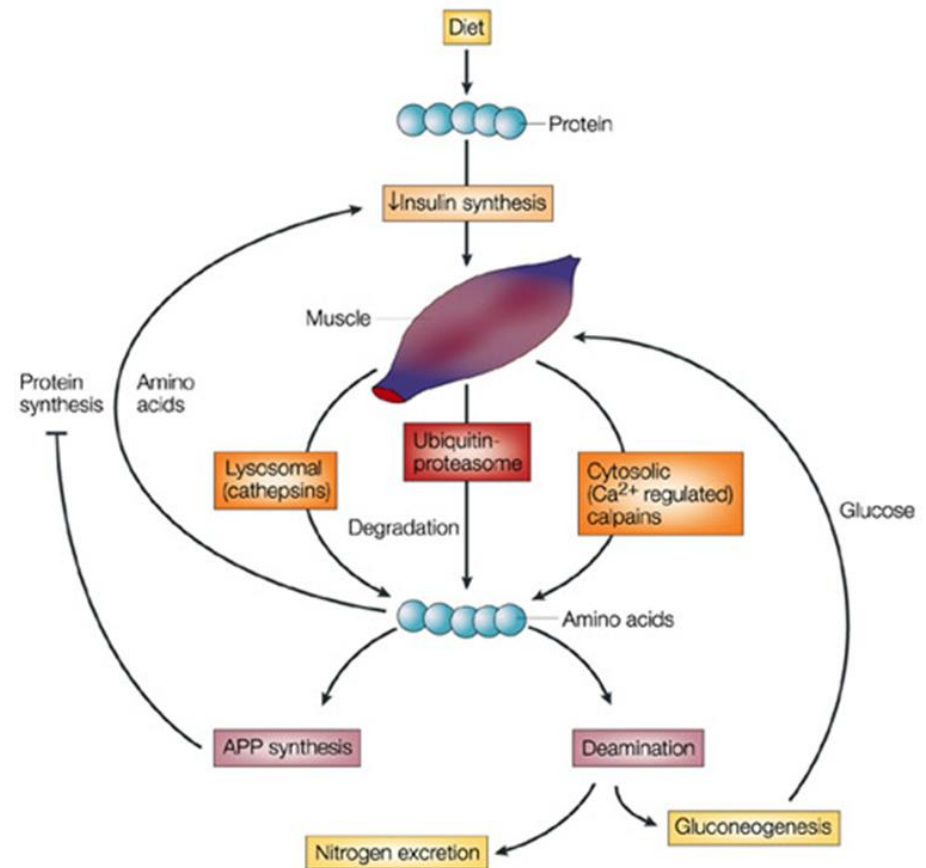 Diet
Protein
↓Insulin synthesis
Muscle
Protein
synthesis
Amino
acids
Lysosomal
(cathepsins)
Ubiquitin-
proteasome
Cytosolic
(Ca²⁺ regulated)
calpains
Degradation
Glucose
Amino acids
APP synthesis
Deamination
Gluconeogenesis
Nitrogen excretion